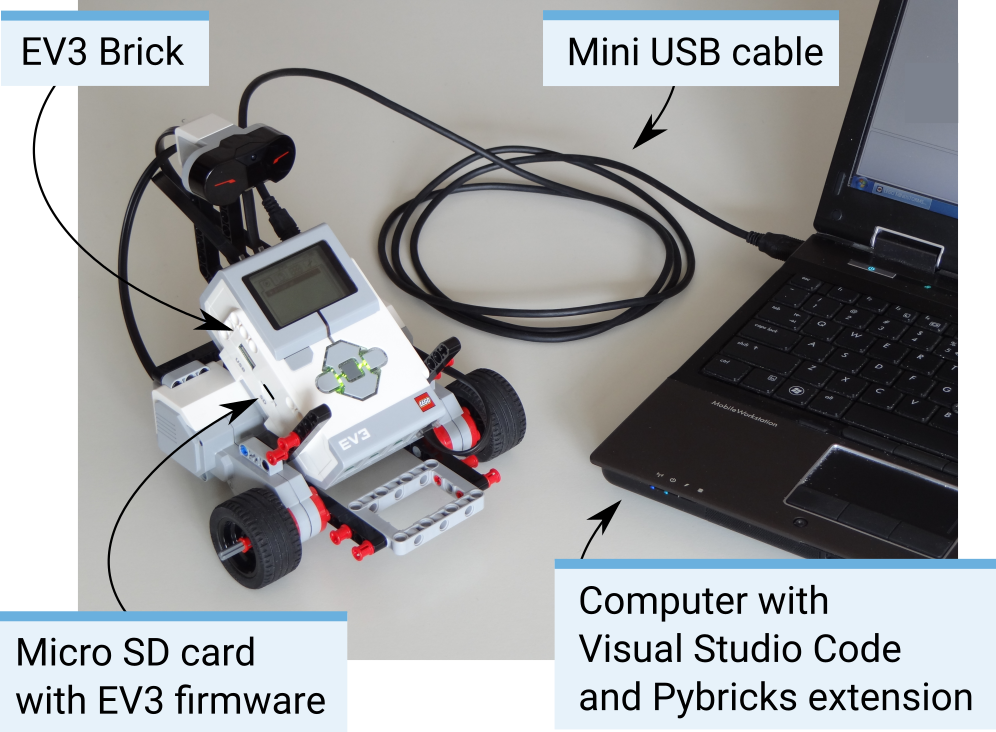 EV3 Brick
Mini USB cable
LEGO
EV3
MobileWorkstation
Micro SD card
with EV3 firmware
Computer with
Visual Studio Code
and Pybricks extension